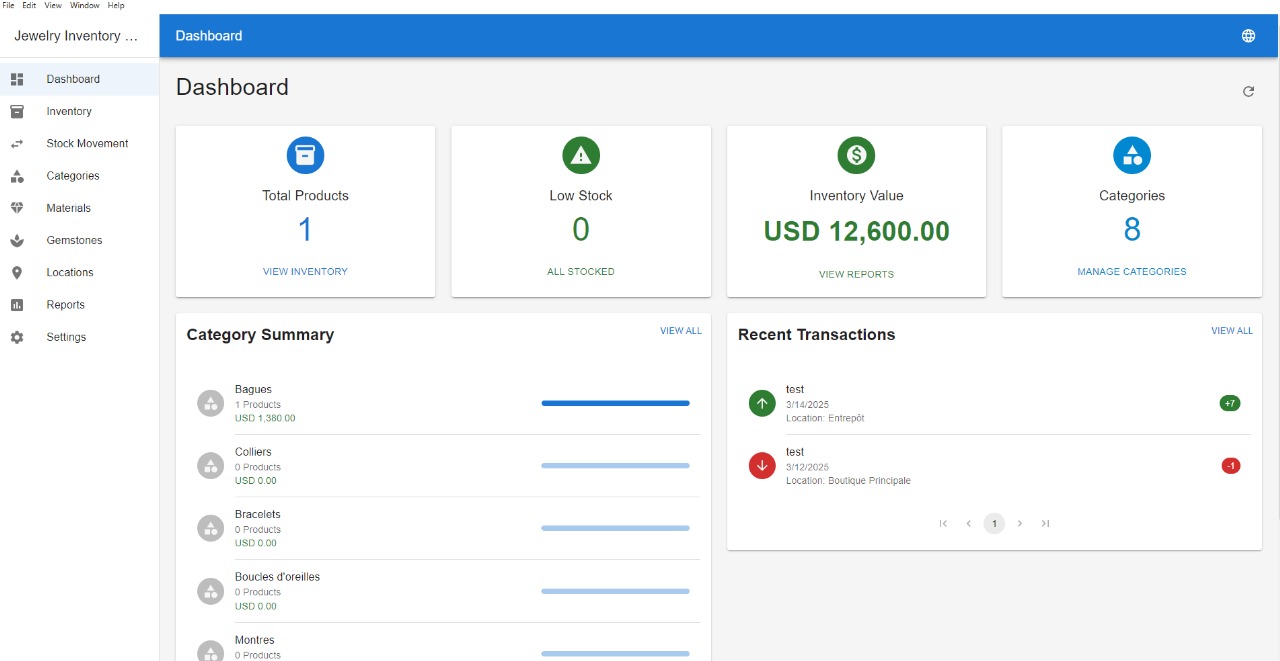 File Edit View Window Help
Jewelry Inventory ...
Dashboard
Dashboard
Inventory
Stock Movement
Categories
Materials
Gemstones
Locations
Reports
Settings
Dashboard
Total Products
1
VIEW INVENTORY
Low Stock
0
ALL STOCKED
Inventory Value
USD 12,600.00
VIEW REPORTS
Categories
8
MANAGE CATEGORIES
Category Summary
VIEW ALL
Bagues
1 Products
USD 1,380.00
Colliers
0 Products
USD 0.00
Bracelets
0 Products
USD 0.00
Boucles d'oreilles
0 Products
USD 0.00
Montres
0 Products
Recent Transactions
VIEW ALL
test
3/14/2025
Location: Entrepôt
+7
test
3/12/2025
Location: Boutique Principale
-1
1